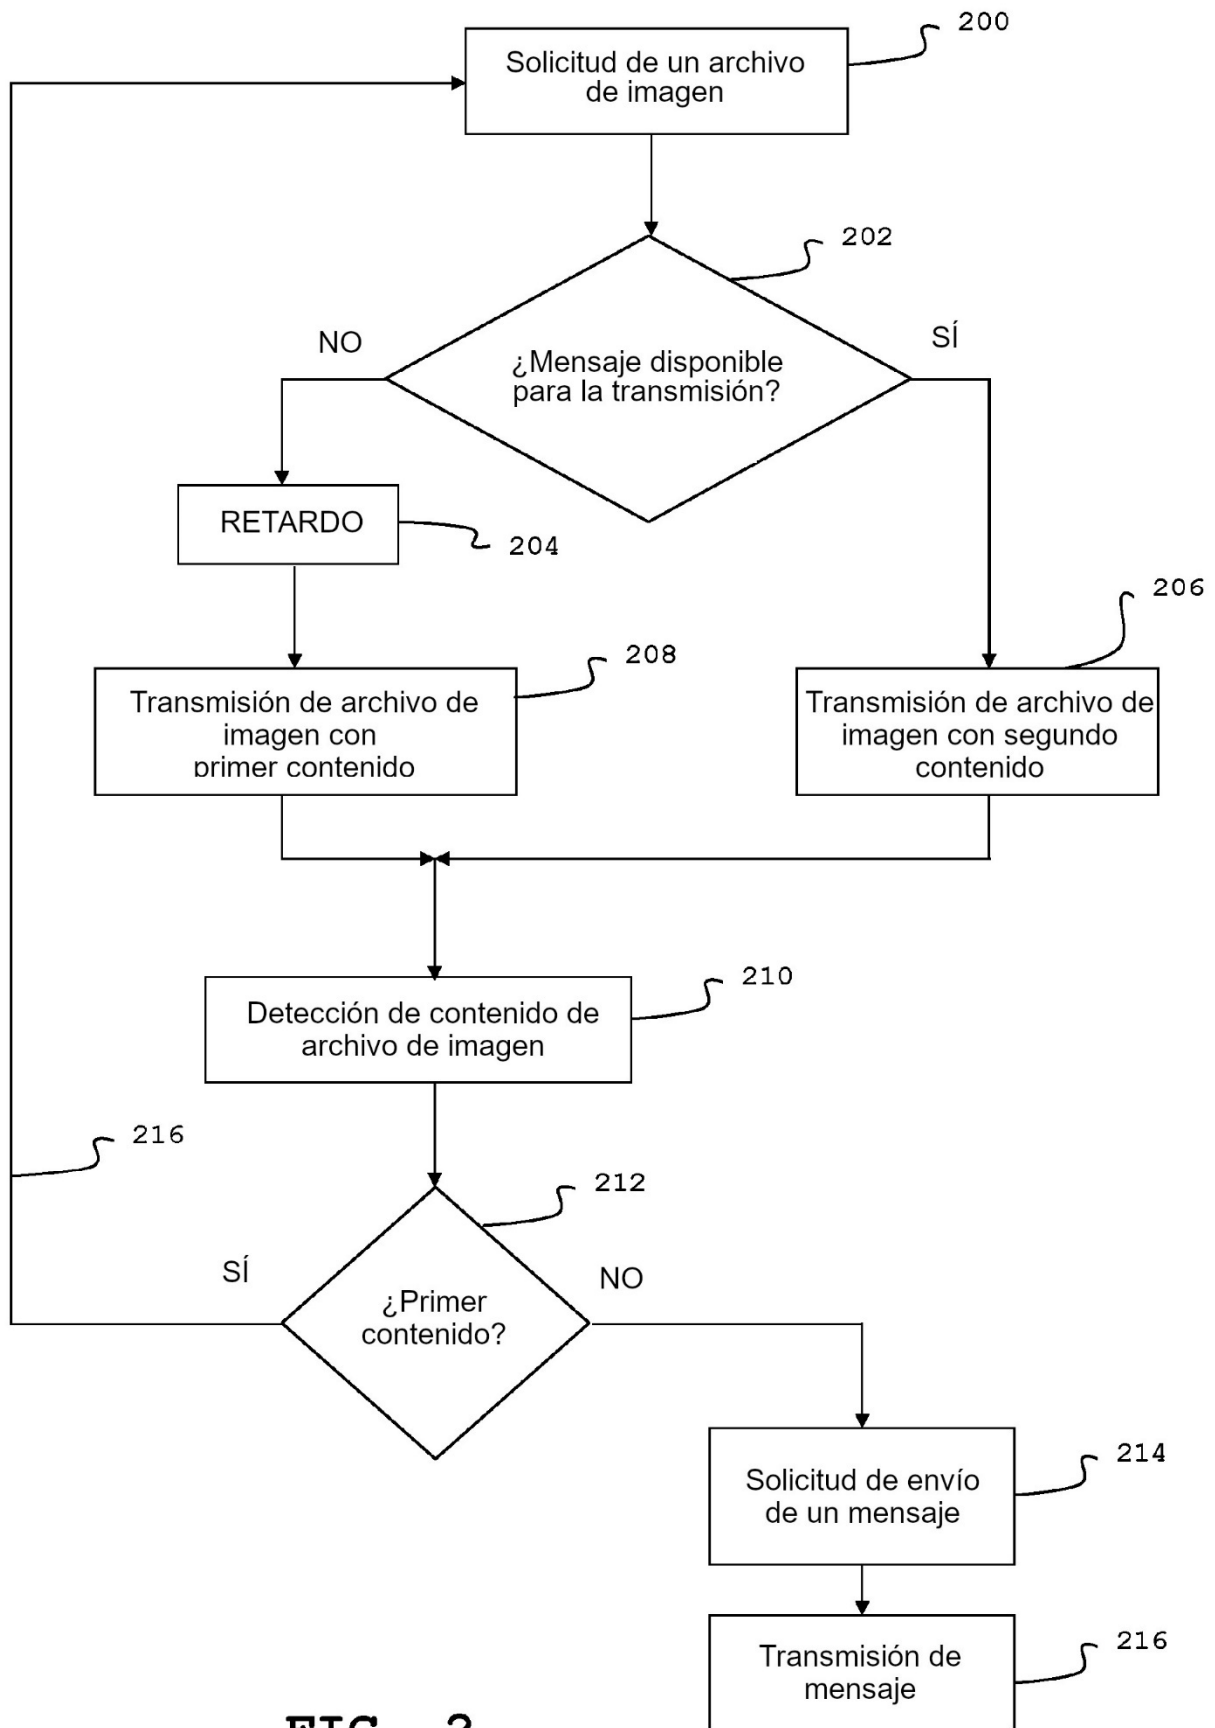 200
Solicitud de un archivo
de imagen
202
NO
SÍ
¿Mensaje disponible
para la transmisión?
RETARDO
204
206
208
Transmisión de archivo de
imagen con
primer contenido
Transmisión de archivo de
imagen con segundo
contenido
210
Detección de contenido de
archivo de imagen
216
212
SÍ
NO
¿Primer
contenido?
214
Solicitud de envío
de un mensaje
216
Transmisión de
mensaje
FIG.